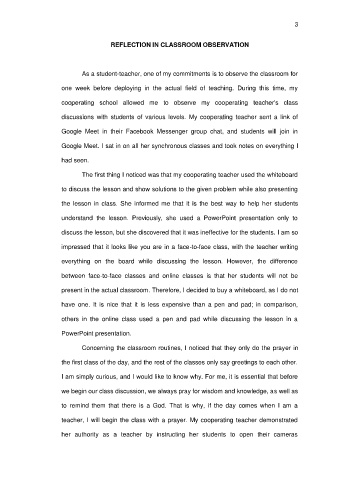 3
REFLECTION IN CLASSROOM OBSERVATION
As a student-teacher, one of my commitments is to observe the classroom for
one week before deploying in the actual field of teaching. During this time, my
cooperating school allowed me to observe my cooperating teacher's class
discussions with students of various levels. My cooperating teacher sent a link of
Google Meet in their Facebook Messenger group chat, and students will join in
Google Meet. I sat in on all her synchronous classes and took notes on everything I
had seen.
The first thing I noticed was that my cooperating teacher used the whiteboard
to discuss the lesson and show solutions to the given problem while also presenting
the lesson in class. She informed me that it is the best way to help her students
understand the lesson. Previously, she used a PowerPoint presentation only to
discuss the lesson, but she discovered that it was ineffective for the students. I am so
impressed that it looks like you are in a face-to-face class, with the teacher writing
everything on the board while discussing the lesson. However, the difference
between face-to-face classes and online classes is that her students will not be
present in the actual classroom. Therefore, I decided to buy a whiteboard, as I do not
have one. It is nice that it is less expensive than a pen and pad; in comparison,
others in the online class used a pen and pad while discussing the lesson in a
PowerPoint presentation.
Concerning the classroom routines, I noticed that they only do the prayer in
the first class of the day, and the rest of the classes only say greetings to each other.
I am simply curious, and I would like to know why. For me, it is essential that before
we begin our class discussion, we always pray for wisdom and knowledge, as well as
to remind them that there is a God. That is why, if the day comes when I am a
teacher, I will begin the class with a prayer. My cooperating teacher demonstrated
her authority as a teacher by instructing her students to open their cameras